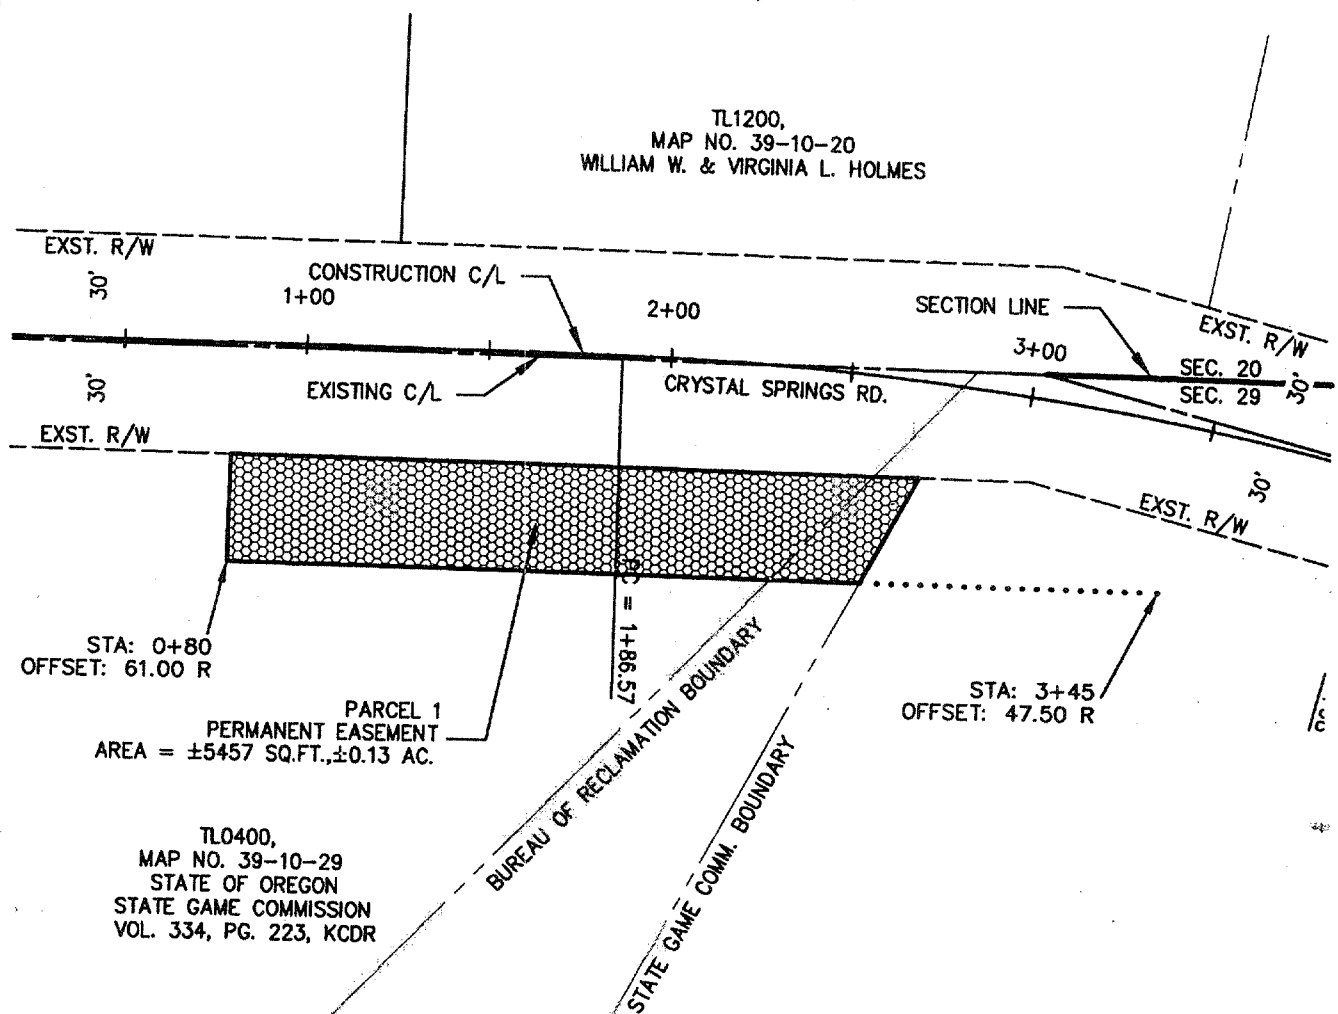 TL1200,
MAP NO. 39-10-20
WILLIAM W. & VIRGINIA L. HOLMES
EXST. R/W
30'
CONSTRUCTION C/L
1+00
2+00
SECTION LINE
3+00
EXST. R/W
SEC. 20
30'
SEC. 29
EXISTING C/L
CRYSTAL SPRINGS RD.
30'
EXST. R/W
30'
EXST. R/W
PC = 1+86.57
STA: 0+80
OFFSET: 61.00 R
PARCEL 1
PERMANENT EASEMENT
AREA = ±5457 SQ.FT.,±0.13 AC.
BUREAU OF RECLAMATION BOUNDARY
STATE GAME COMM. BOUNDARY
STA: 3+45
OFFSET: 47.50 R
TL0400,
MAP NO. 39-10-29
STATE OF OREGON
STATE GAME COMMISSION
VOL. 334, PG. 223, KCDR